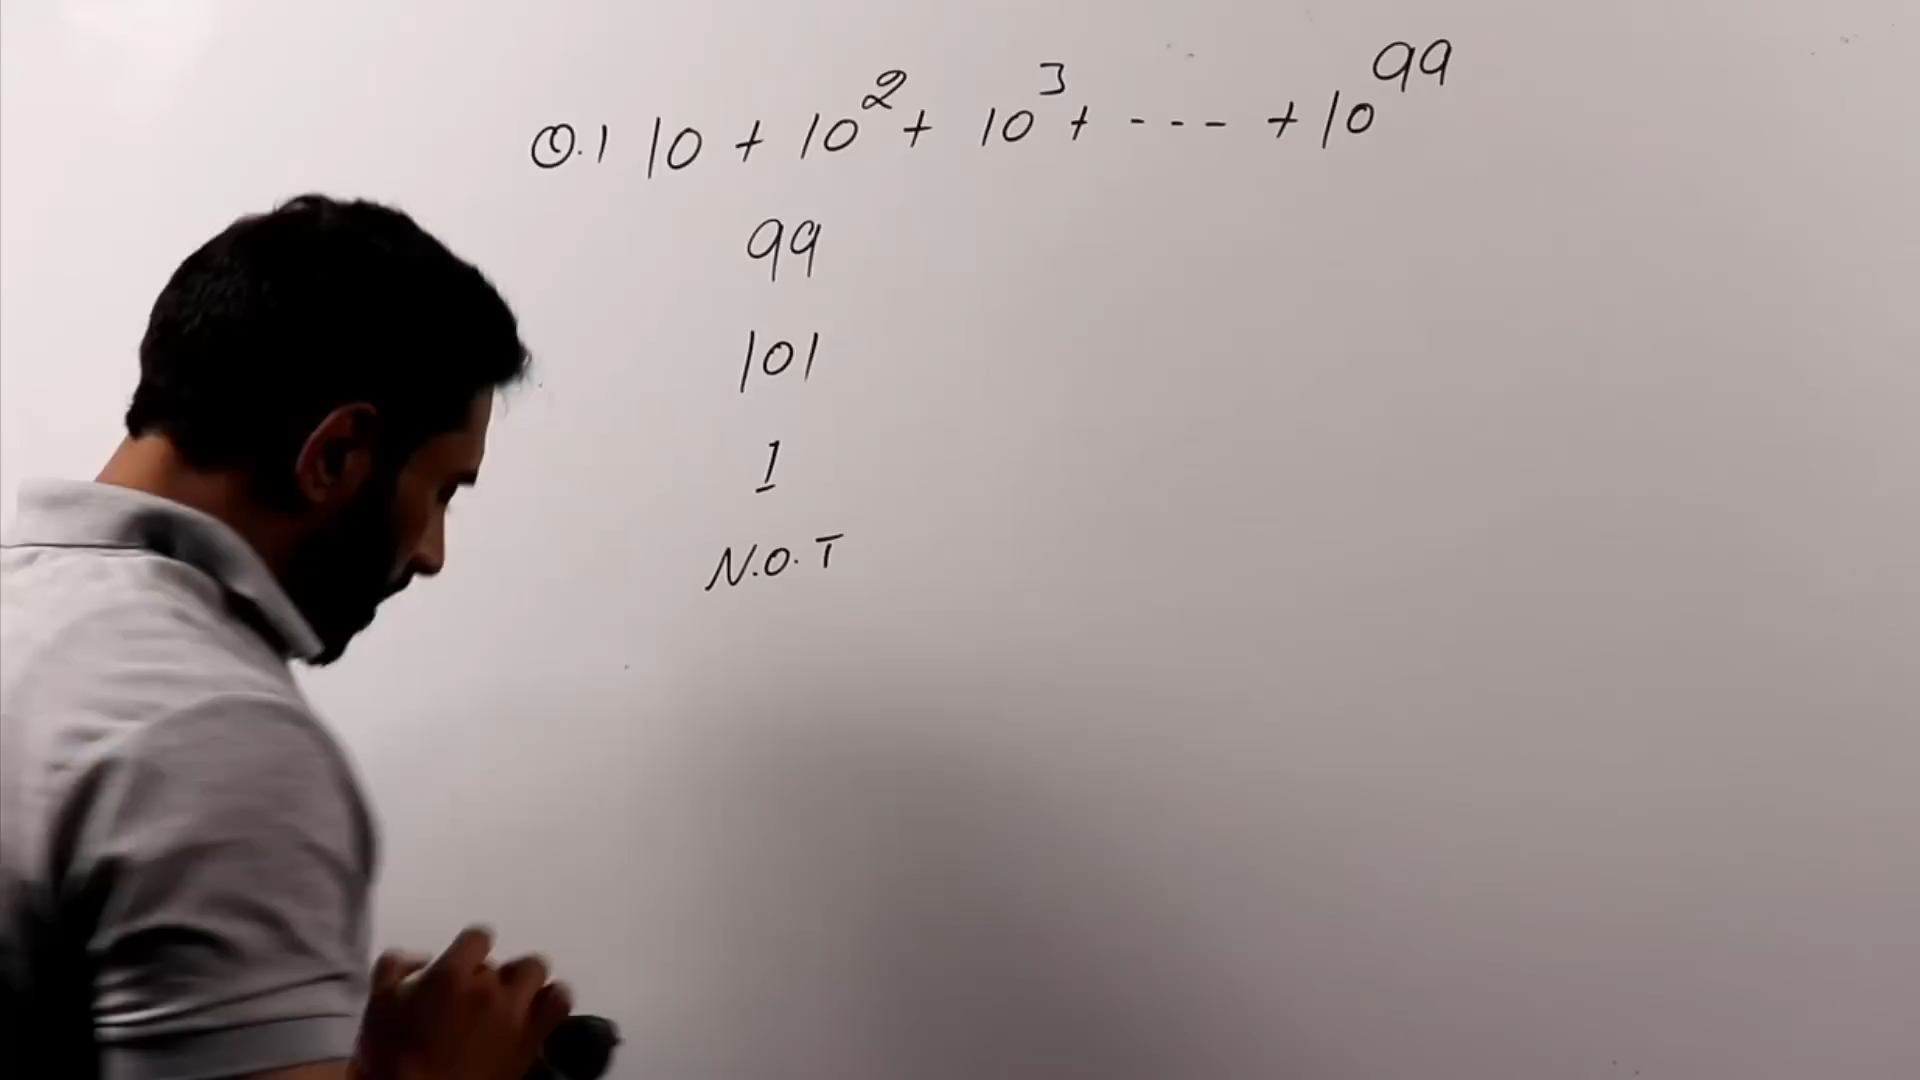 Q.1 10 + 10² + 10³ + --- + 10⁹⁹
99
101
1
N.O.T